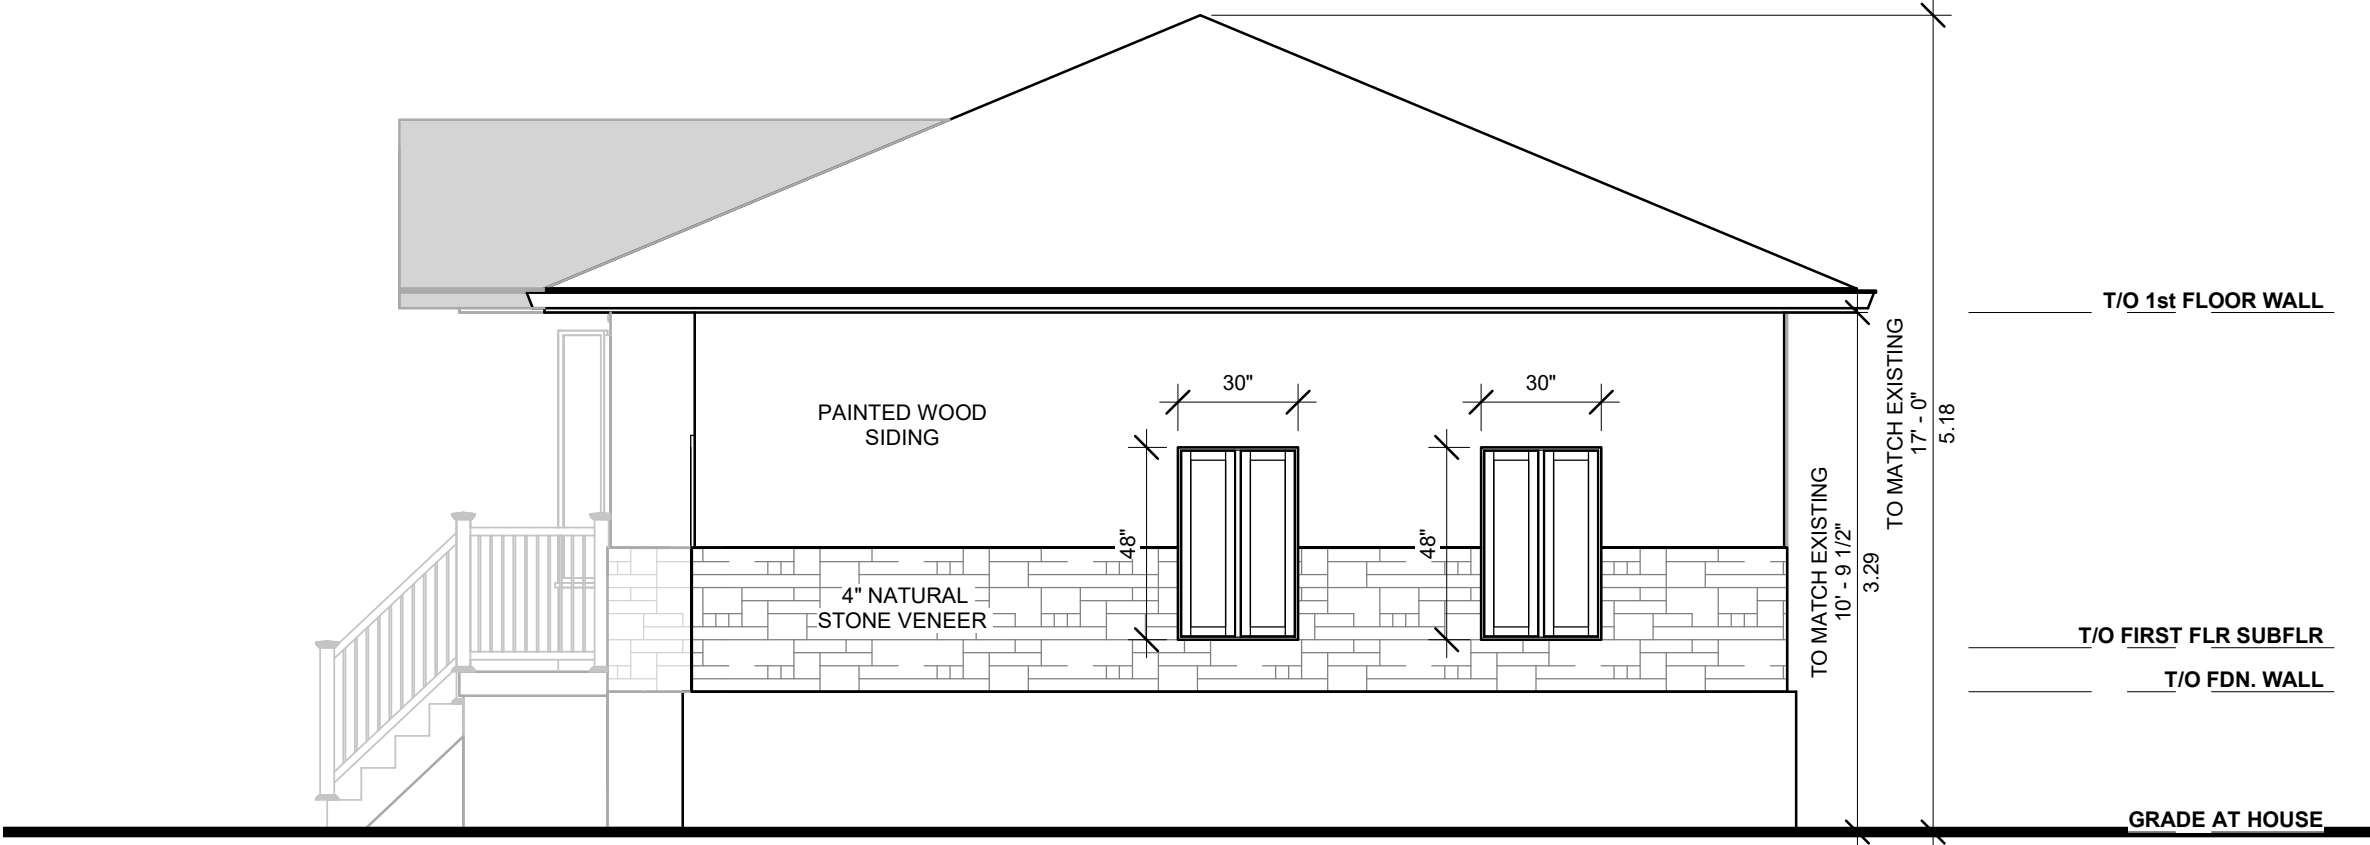 T/O 1st FLOOR WALL
30"
30"
PAINTED WOOD
SIDING
48"
48"
4" NATURAL
STONE VENEER
TO MATCH EXISTING
10' - 9 1/2"
3.29
TO MATCH EXISTING
17' - 0"
5.18
T/O FIRST FLR SUBFLR
T/O FDN. WALL
GRADE AT HOUSE